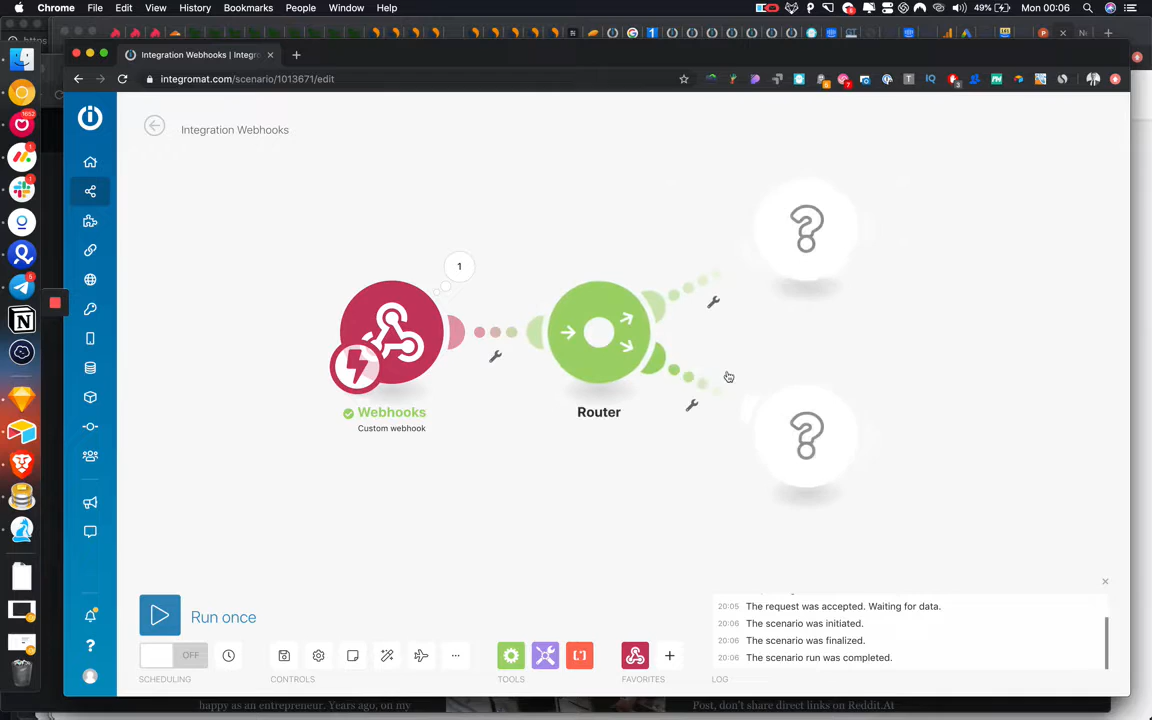 Chrome File Edit View History Bookmarks People Window Help
49% Mon 00:06
Integration Webhooks | Integr
integromat.com/scenario/1013671/edit
Integration Webhooks
1
Webhooks
Custom webhook
Router
Run once
OFF
SCHEDULING
CONTROLS
TOOLS
FAVORITES
LOG
20:05 The request was accepted. Waiting for data.
20:06 The scenario was initiated.
20:06 The scenario was finalized.
20:06 The scenario run was completed.
happy as an entrepreneur. Years ago, on my
Post, don't share direct links on Reddit.At